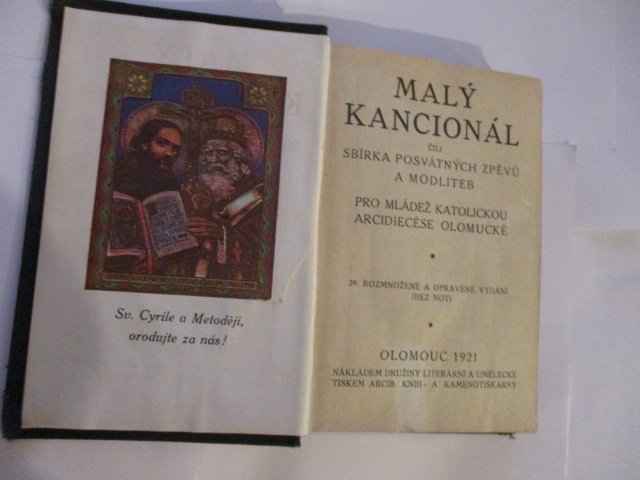 Sv. Cyrile a Metoději,
orodujte za nás!
MALÝ
KANCIONÁL
ČILI
SBÍRKA POSVÁTNÝCH ZPĚVŮ
A MODLITEB
PRO MLÁDEŽ KATOLICKOU
ARCIDIECÉSE OLOMUCKÉ
*
29. ROZMNOŽENÉ A OPRAVENÉ VYDÁNÍ
(BEZ NOT)
*
OLOMOUC 1921
NÁKLADEM DRUŽINY LITERÁRNÍ A UMĚLECKÉ
TISKEM ARCIB. KNIH- A KAMENOTISKÁRNY